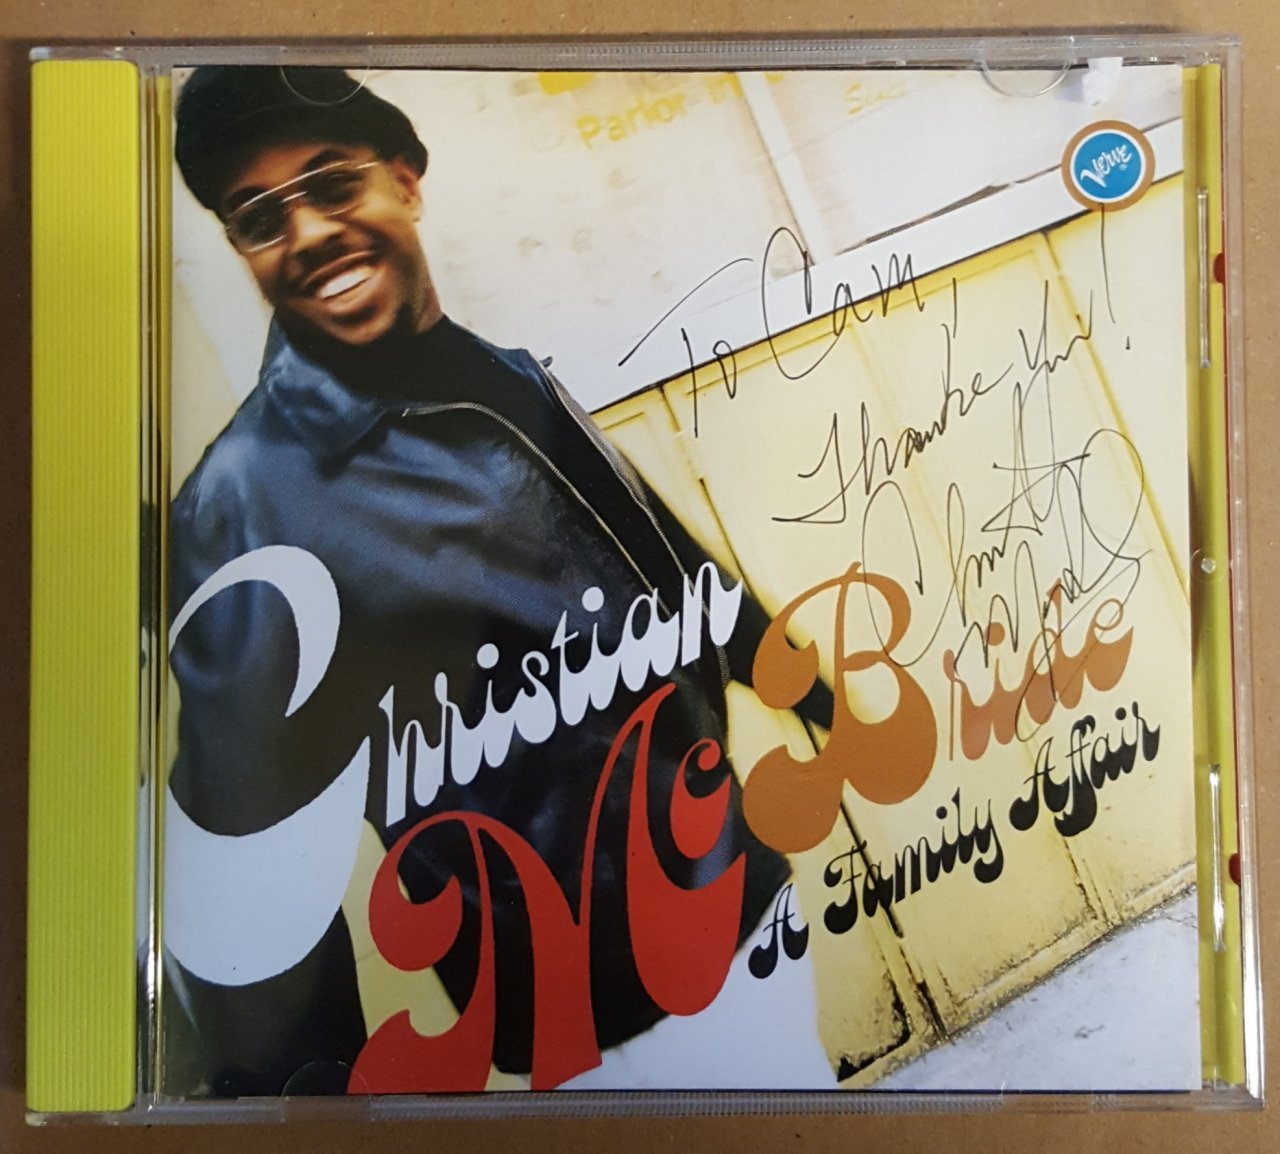 Parlor
VERVE
To Cam,
Thank You!
Christian
McBride
A Family Affair